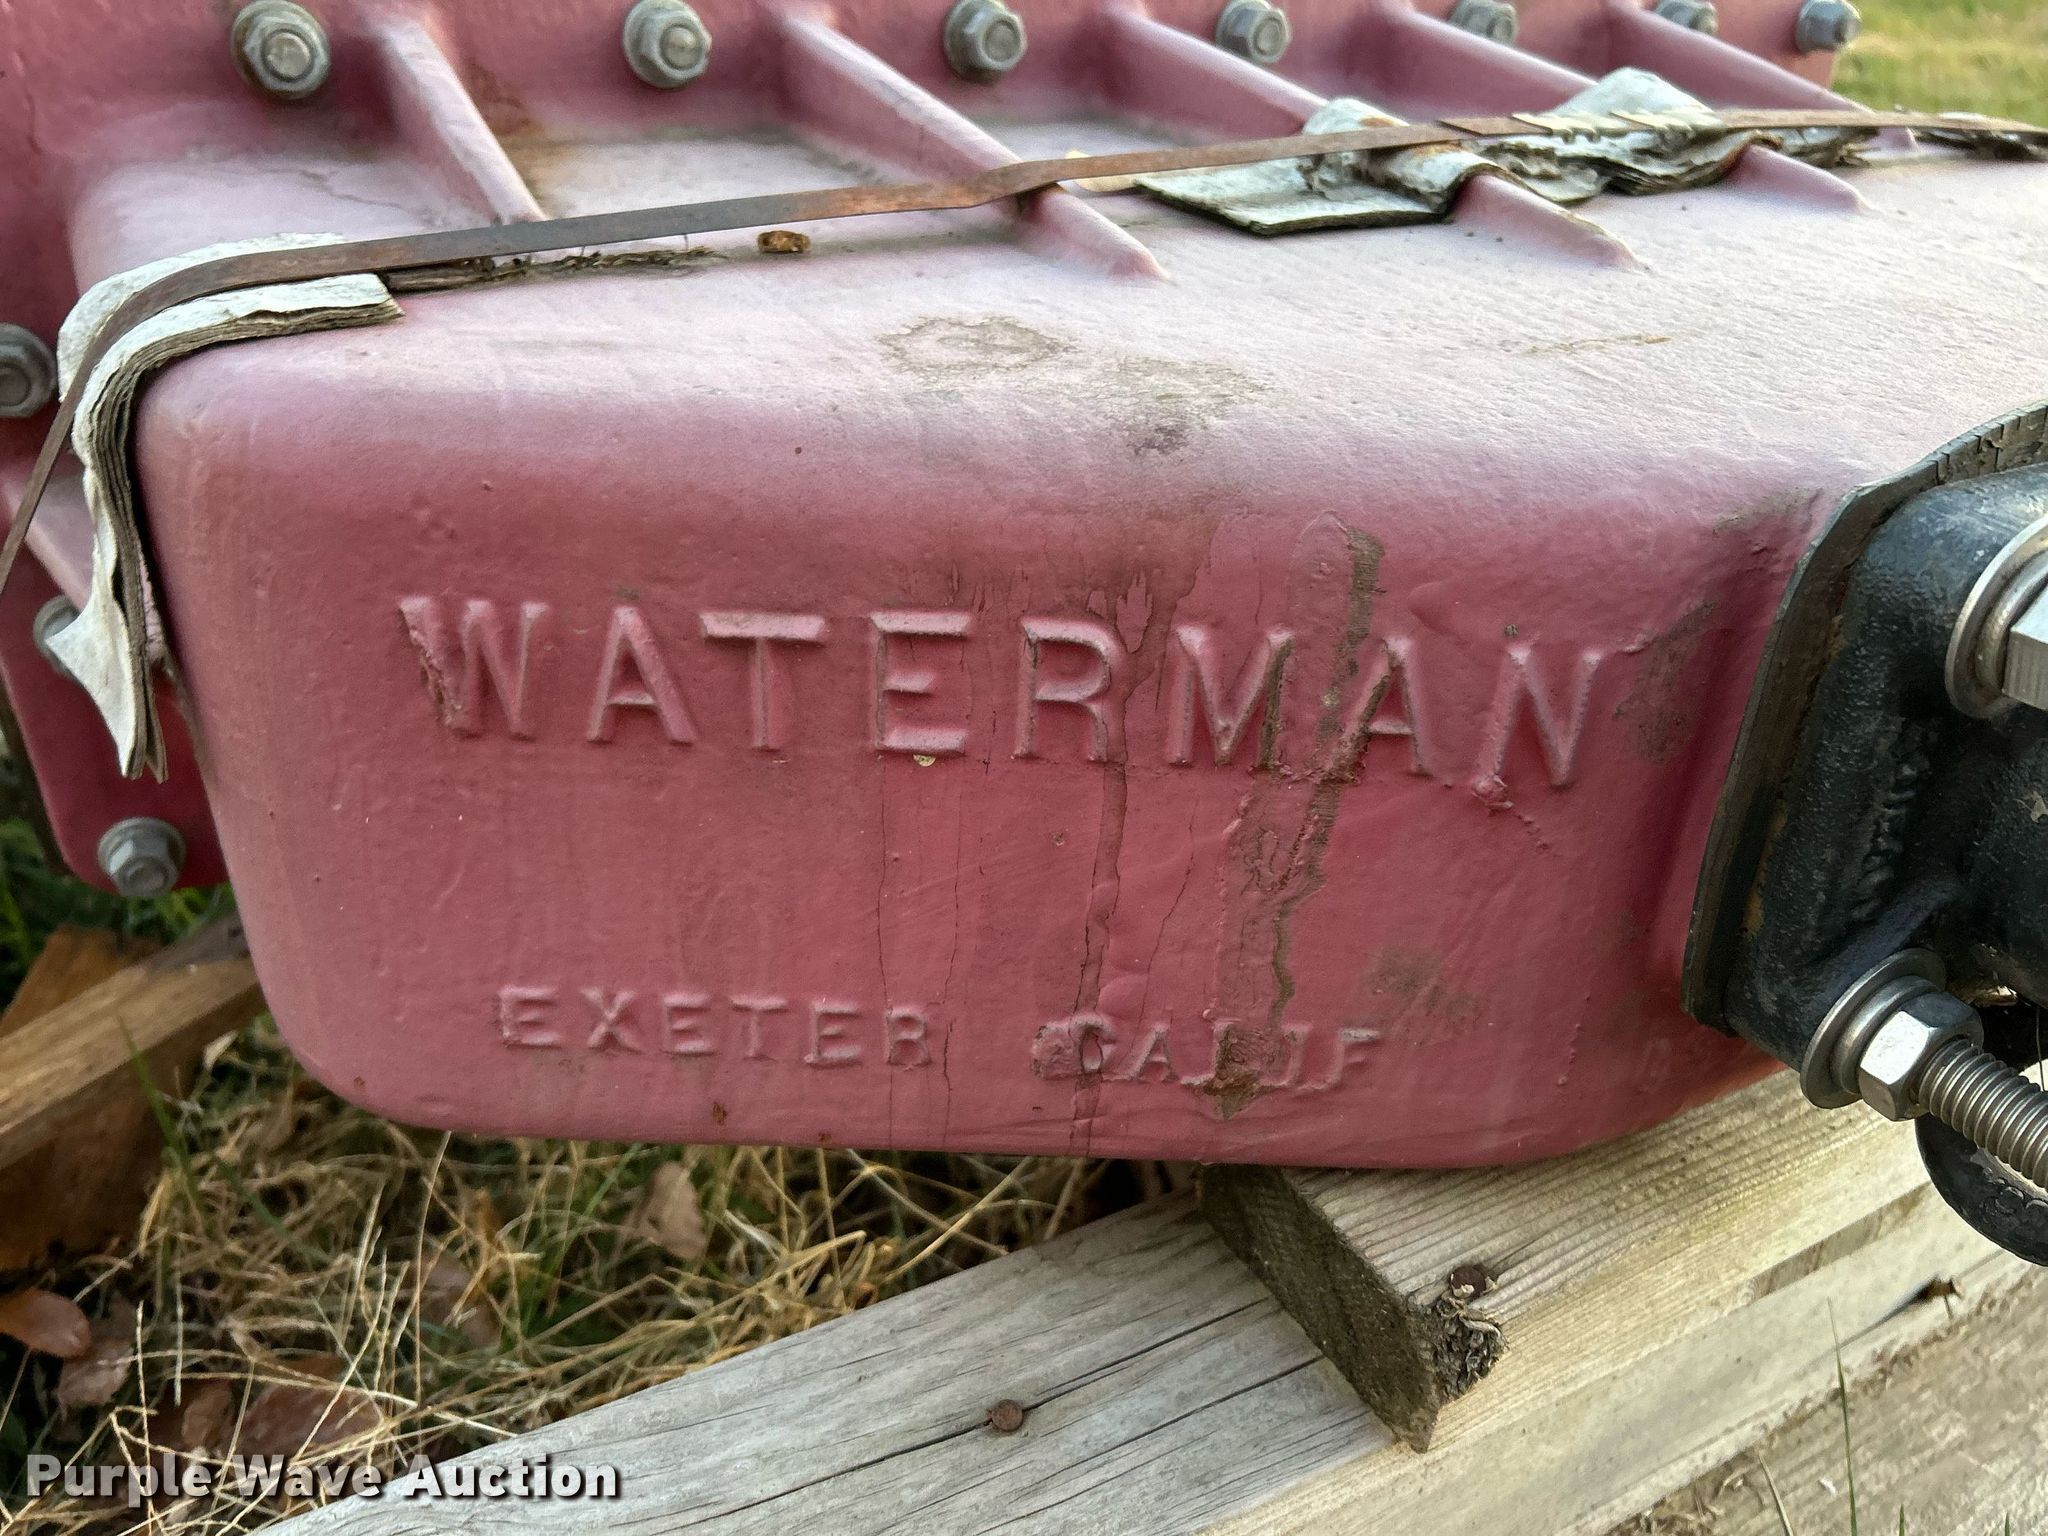 WATERMAN
EXETER CALIF
Purple Wave Auction